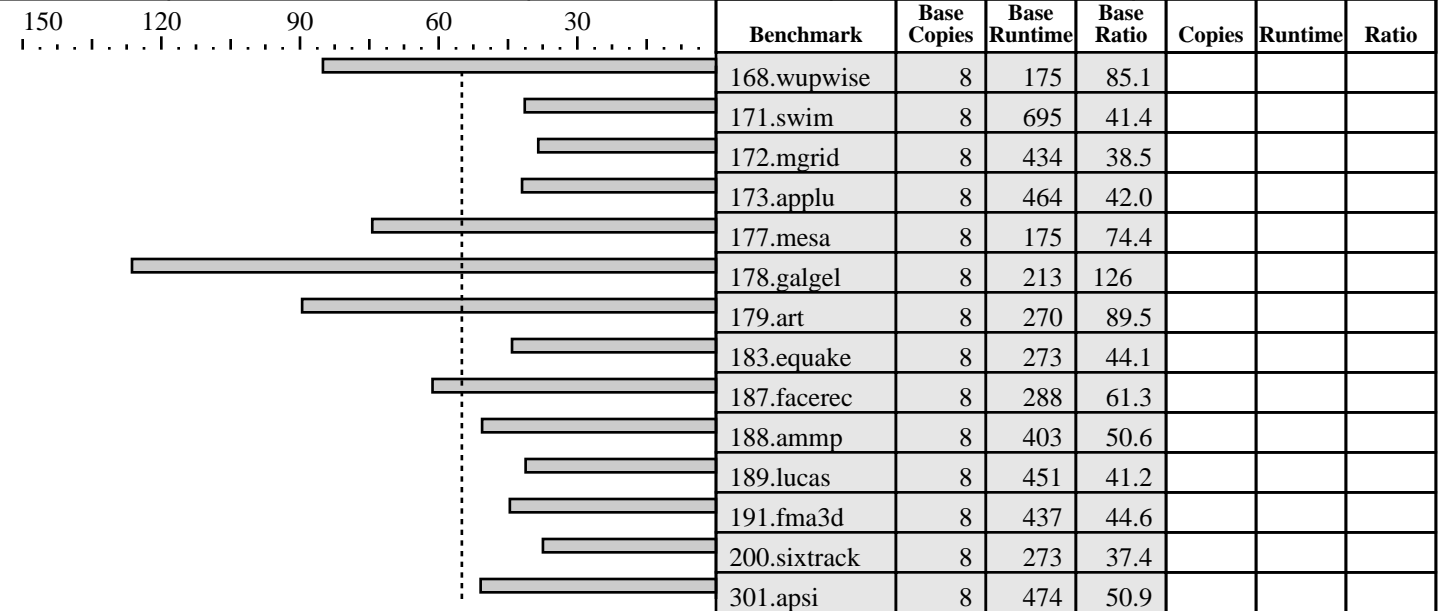 150 120 90 60 30
Benchmark Base Copies Base Runtime Base Ratio Copies Runtime Ratio
168.wupwise 8 175 85.1
171.swim 8 695 41.4
172.mgrid 8 434 38.5
173.applu 8 464 42.0
177.mesa 8 175 74.4
178.galgel 8 213 126
179.art 8 270 89.5
183.equake 8 273 44.1
187.facerec 8 288 61.3
188.ammp 8 403 50.6
189.lucas 8 451 41.2
191.fma3d 8 437 44.6
200.sixtrack 8 273 37.4
301.apsi 8 474 50.9